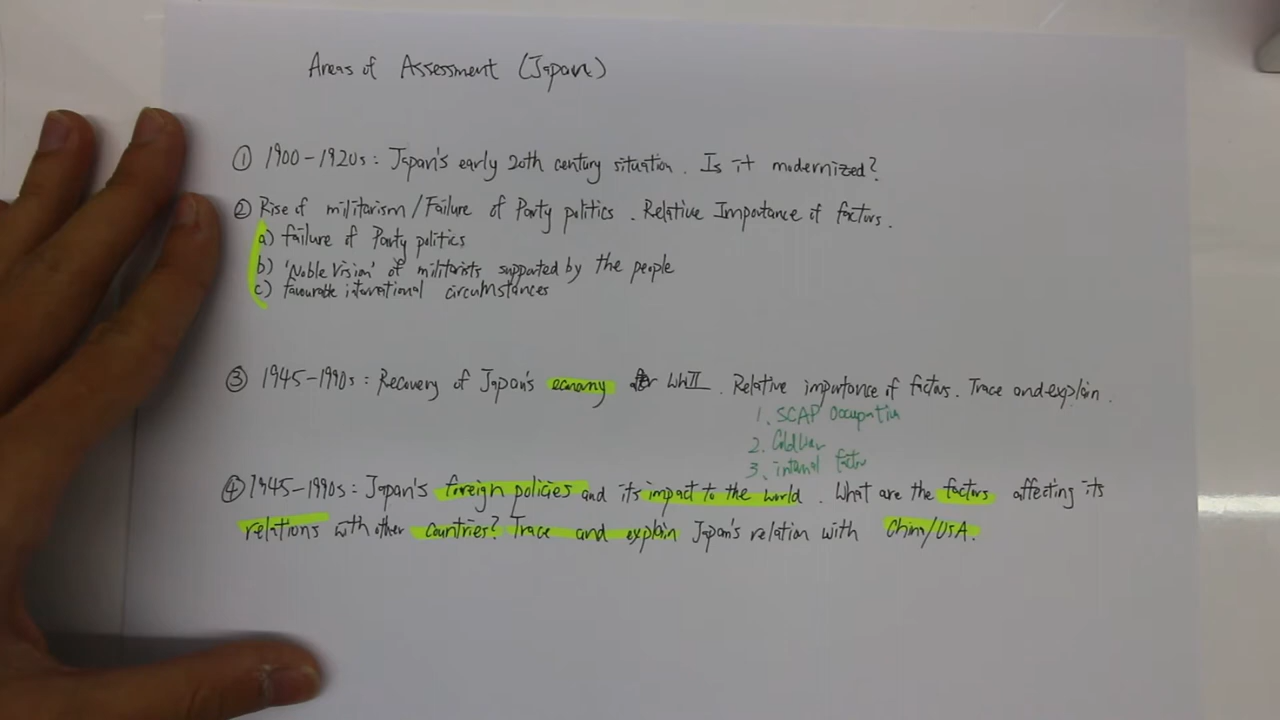 Areas of Assessment (Japan)
① 1900-1920s: Japan's early 20th century situation. Is it modernized?
② Rise of militarism/Failure of Party politics. Relative Importance of factors.
a) failure of Party politics
b) 'Noble Vision' of militarists supported by the people
c) favourable international circumstances
③ 1945-1990s: Recovery of Japan's economy after WWII. Relative importance of factors. Trace and explain.
1. SCAP Occupation
2. Cold War
3. internal factor
④ 1945-1990s: Japan's foreign policies and its impact to the world. What are the factors affecting its
relations with other countries? Trace and explain Japan's relation with China/USA.